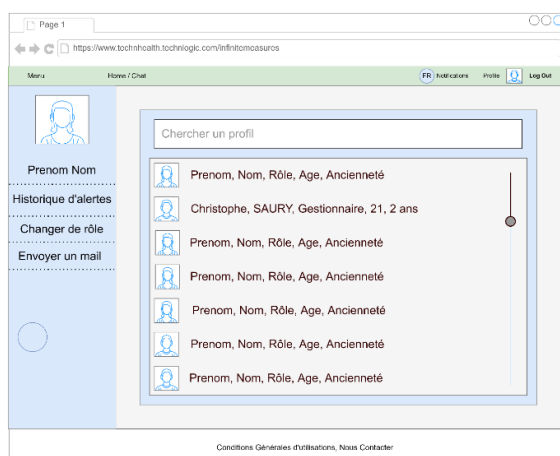 Page 1
https://www.technhealth.technlogic.com/infinitemeasures
Menu Home / Chat FR Notifications Profile Log Out
Chercher un profil
Prenom Nom
Historique d'alertes
Changer de rôle
Envoyer un mail
Prenom, Nom, Rôle, Age, Ancienneté
Christophe, SAURY, Gestionnaire, 21, 2 ans
Prenom, Nom, Rôle, Age, Ancienneté
Prenom, Nom, Rôle, Age, Ancienneté
Prenom, Nom, Rôle, Age, Ancienneté
Prenom, Nom, Rôle, Age, Ancienneté
Prenom, Nom, Rôle, Age, Ancienneté
Conditions Générales d'utilisations, Nous Contacter